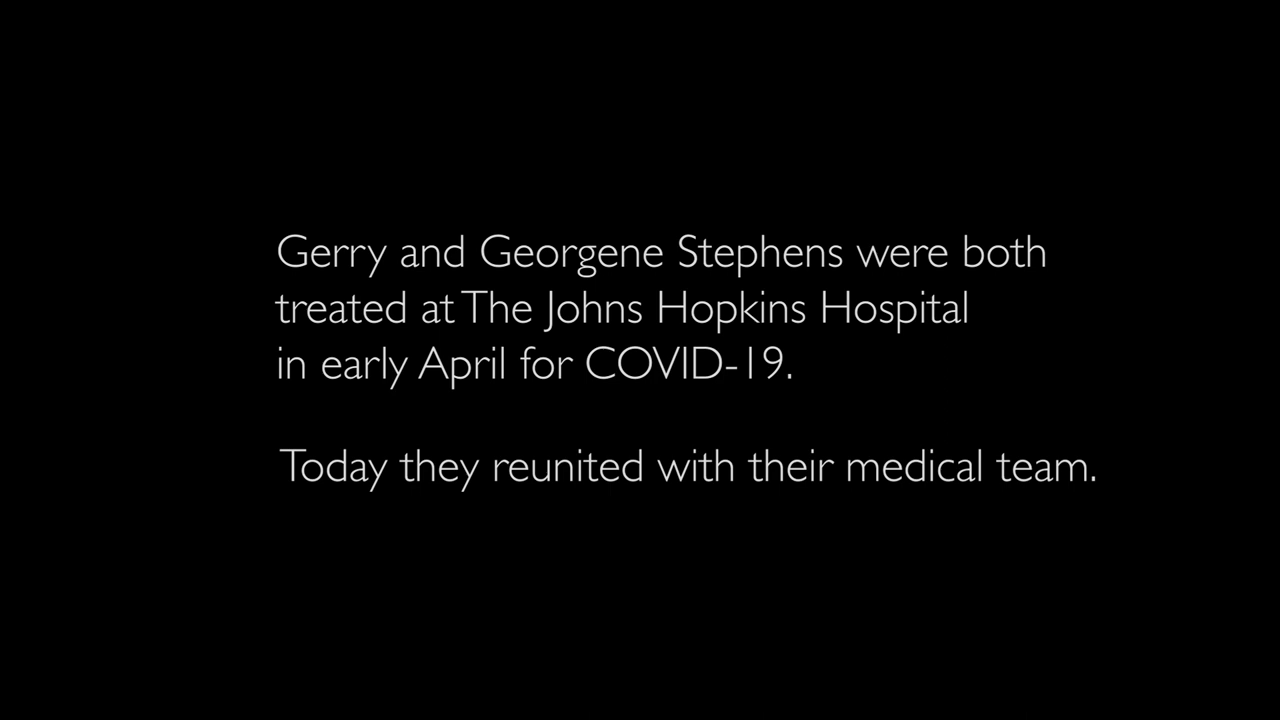 Gerry and Georgene Stephens were both
treated at The Johns Hopkins Hospital
in early April for COVID-19.
Today they reunited with their medical team.